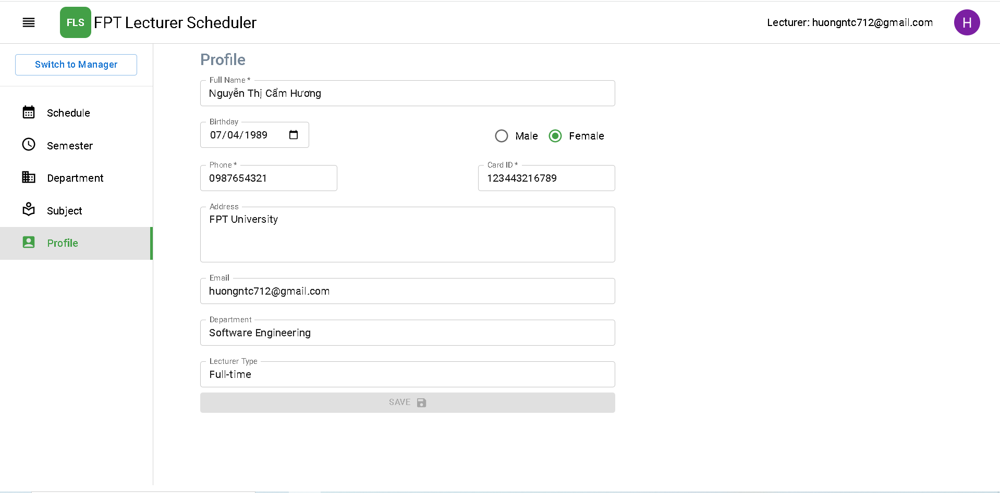 FLS FPT Lecturer Scheduler
Lecturer: huongntc712@gmail.com
H
Switch to Manager
Schedule
Semester
Department
Subject
Profile
Profile
Full Name *
Nguyễn Thị Cẩm Hương
Birthday
07/04/1989
Male
Female
Phone *
0987654321
Card ID *
123443216789
Address
FPT University
Email
huongntc712@gmail.com
Department
Software Engineering
Lecturer Type
Full-time
SAVE